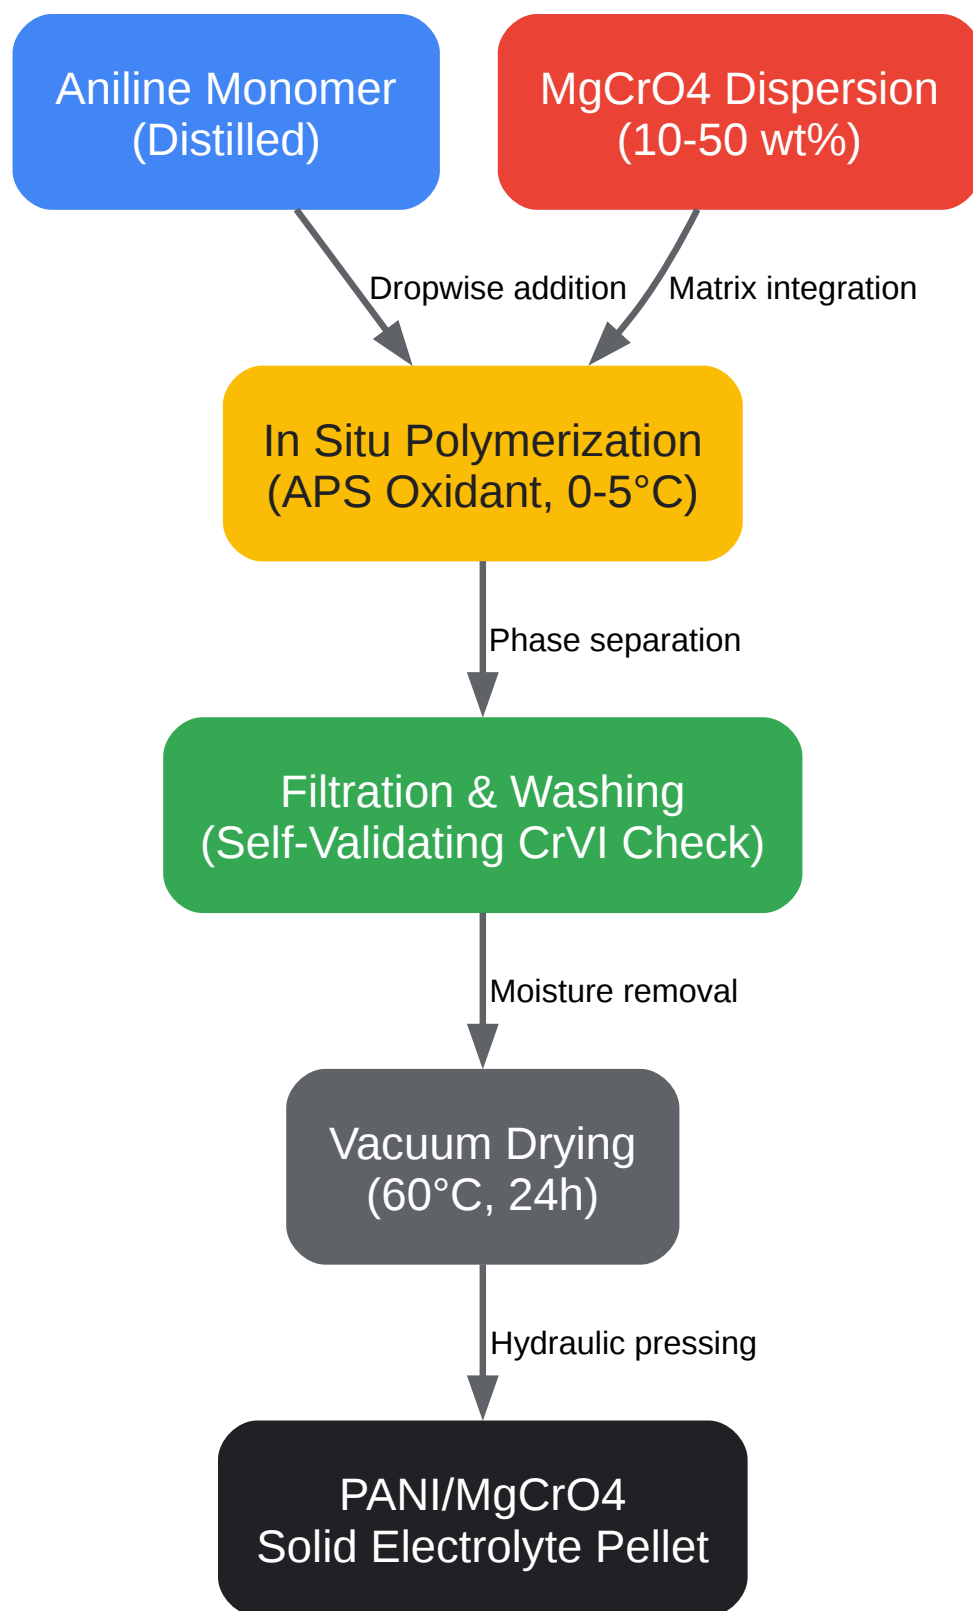 Aniline Monomer
(Distilled)
MgCrO4 Dispersion
(10-50 wt%)
Dropwise addition
Matrix integration
In Situ Polymerization
(APS Oxidant, 0-5°C)
Phase separation
Filtration & Washing
(Self-Validating CrVI Check)
Moisture removal
Vacuum Drying
(60°C, 24h)
Hydraulic pressing
PANI/MgCrO4
Solid Electrolyte Pellet